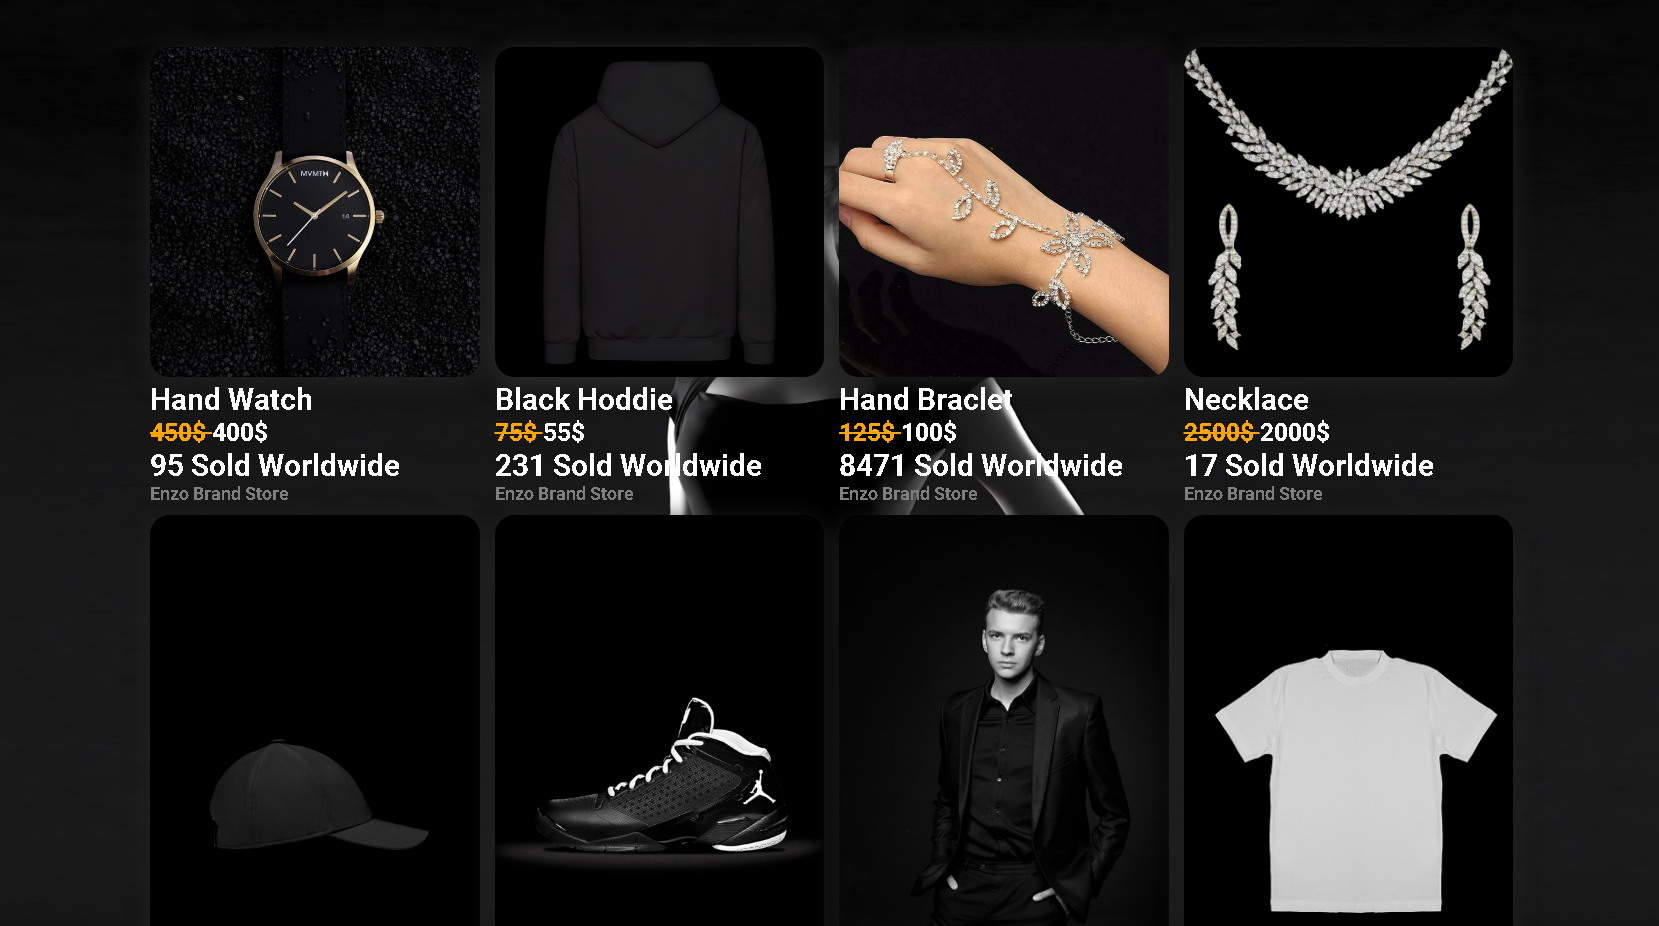 MVMTH
14
Hand Watch
450$ 400$
95 Sold Worldwide
Enzo Brand Store
Black Hoddie
75$ 55$
231 Sold Worldwide
Enzo Brand Store
Hand Braclet
125$ 100$
8471 Sold Worldwide
Enzo Brand Store
Necklace
2500$ 2000$
17 Sold Worldwide
Enzo Brand Store